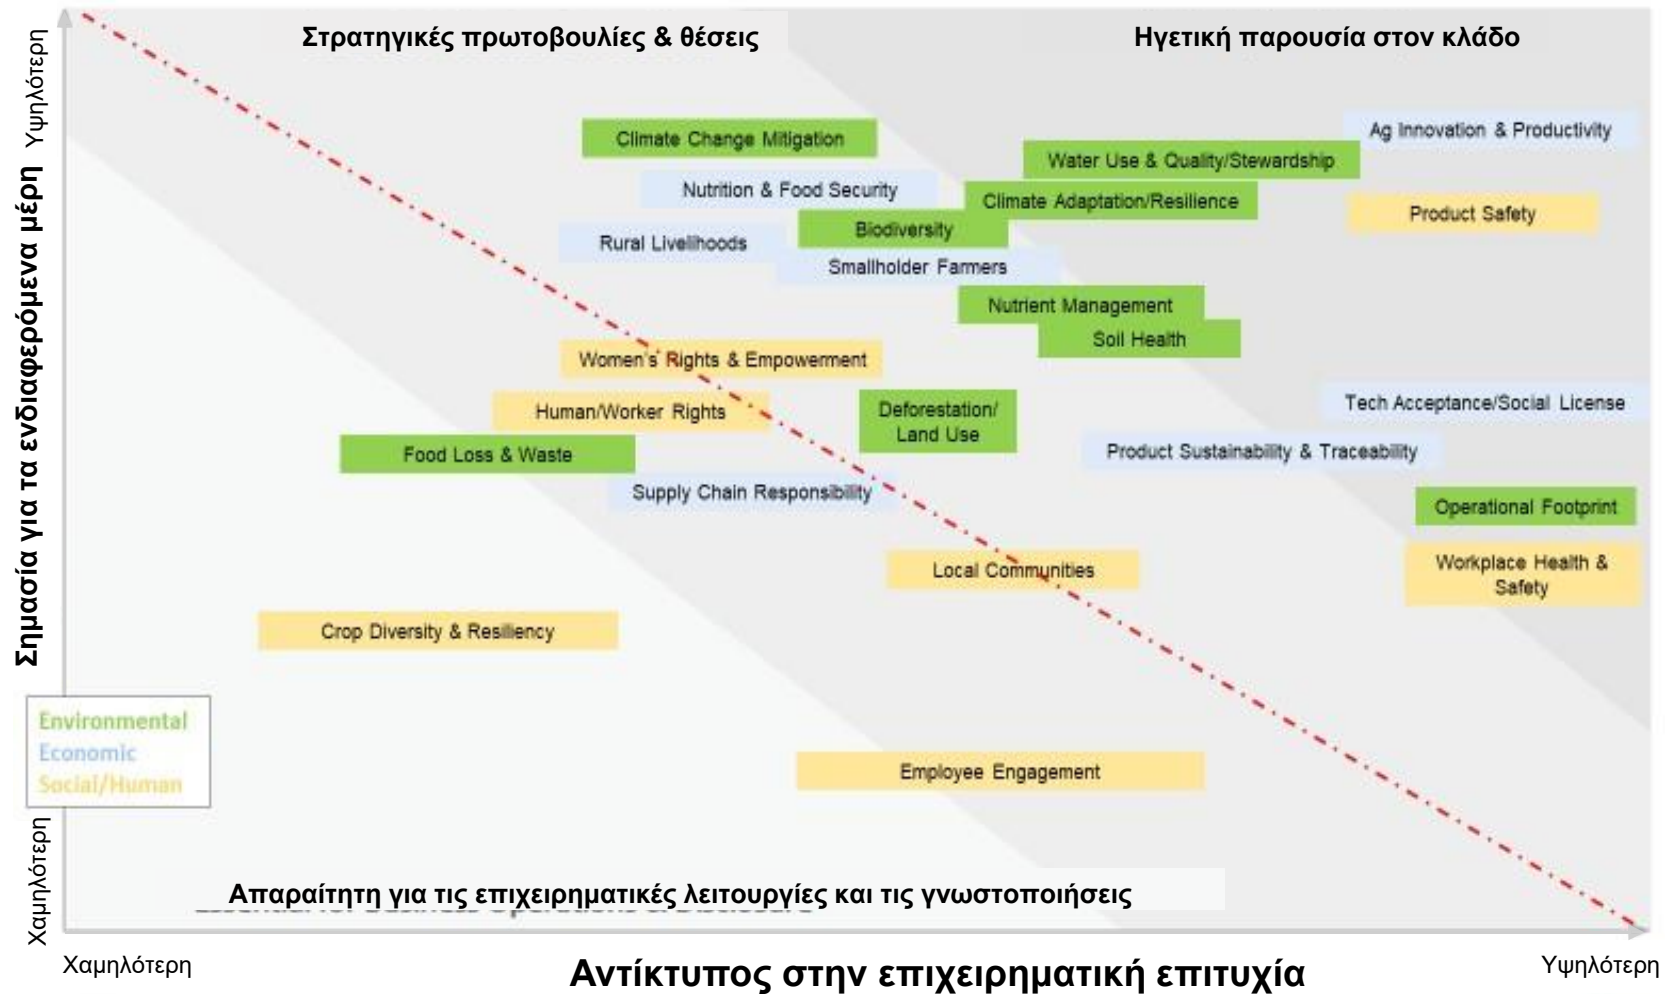 Στρατηγικές πρωτοβουλίες & θέσεις
Ηγετική παρουσία στον κλάδο
Υψηλότερη
Σημασία για τα ενδιαφερόμενα μέρη
Χαμηλότερη
Climate Change Mitigation
Ag Innovation & Productivity
Water Use & Quality/Stewardship
Nutrition & Food Security
Climate Adaptation/Resilience
Product Safety
Biodiversity
Rural Livelihoods
Smallholder Farmers
Nutrient Management
Soil Health
Women's Rights & Empowerment
Human/Worker Rights
Deforestation/
Land Use
Tech Acceptance/Social License
Food Loss & Waste
Product Sustainability & Traceability
Supply Chain Responsibility
Operational Footprint
Local Communities
Workplace Health &
Safety
Crop Diversity & Resiliency
Environmental
Economic
Social/Human
Employee Engagement
Απαραίτητη για τις επιχειρηματικές λειτουργίες και τις γνωστοποιήσεις
Χαμηλότερη
Αντίκτυπος στην επιχειρηματική επιτυχία
Υψηλότερη